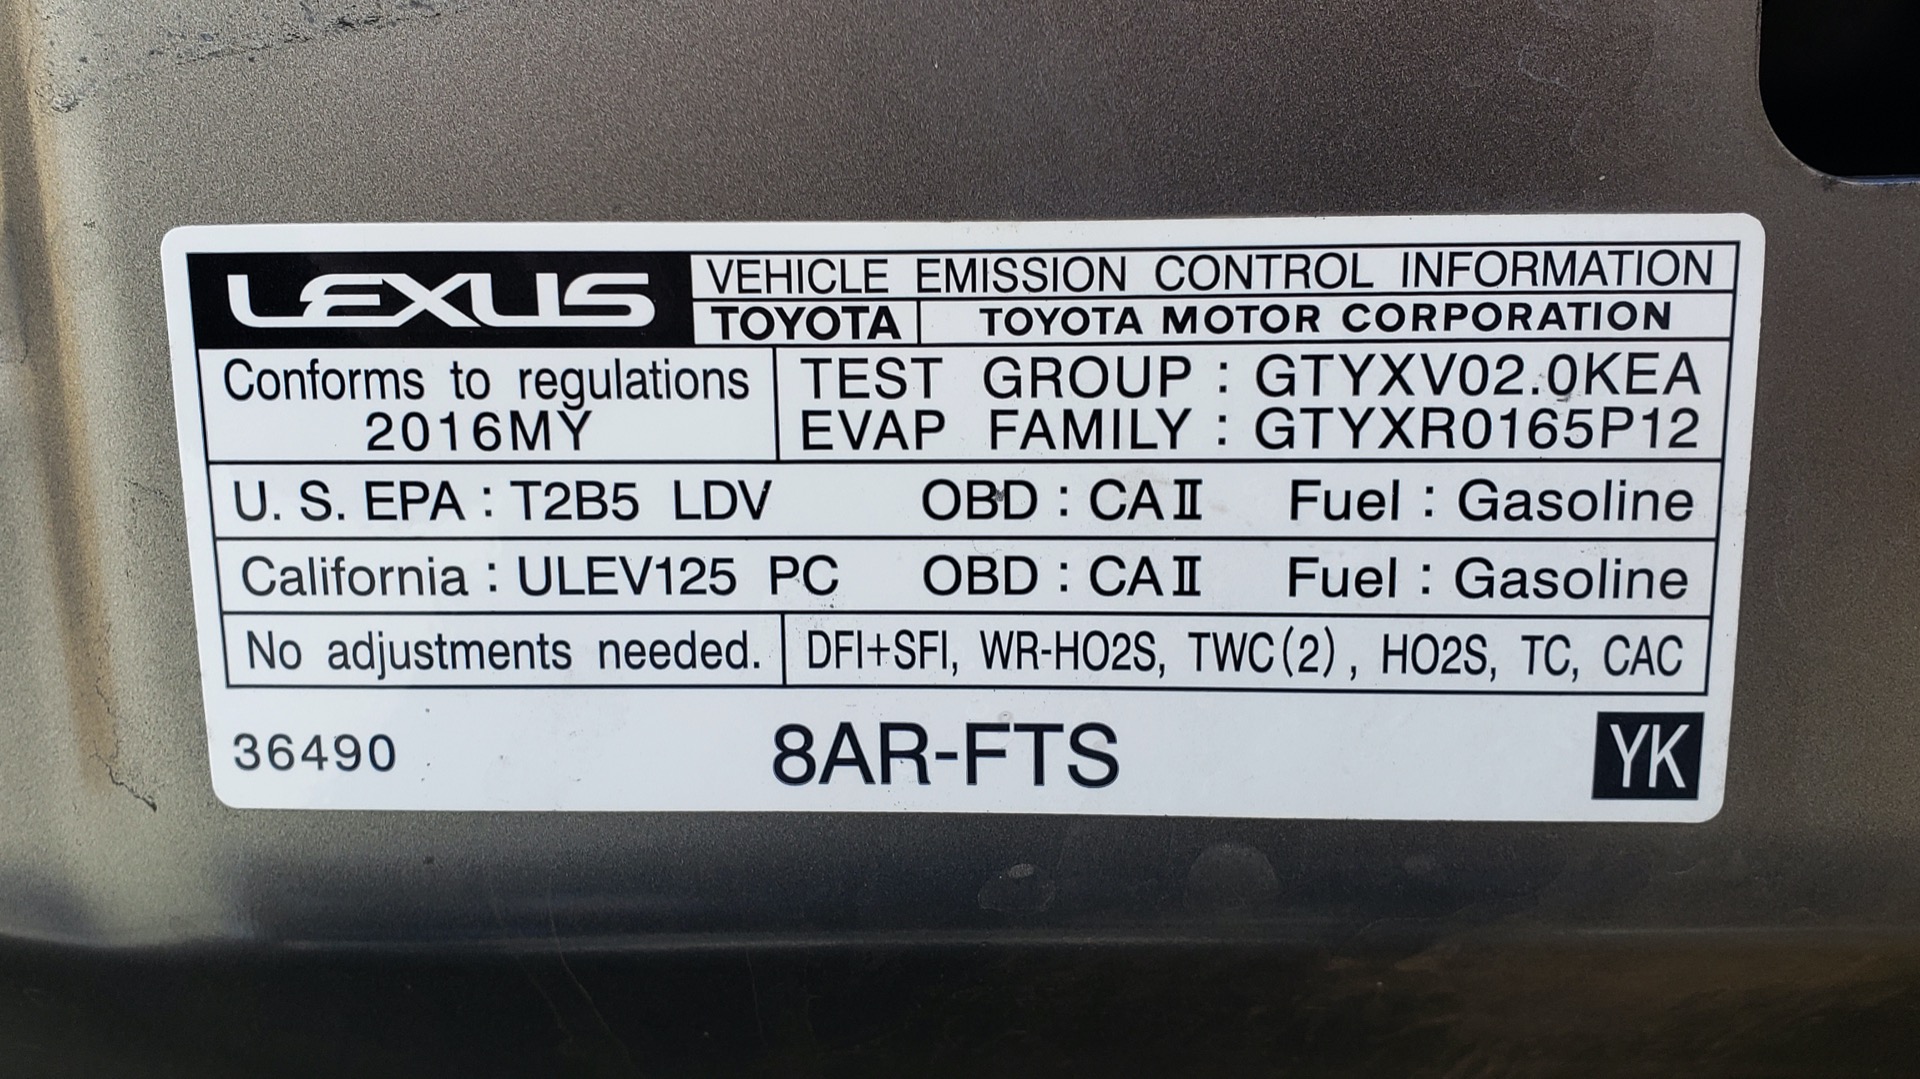 LEXUS VEHICLE EMISSION CONTROL INFORMATION
TOYOTA TOYOTA MOTOR CORPORATION
Conforms to regulations
2016MY
TEST GROUP : GTYXV02.0KEA
EVAP FAMILY : GTYXR0165P12
U. S. EPA : T2B5 LDV OBD : CAⅡ Fuel : Gasoline
California : ULEV125 PC OBD : CAⅡ Fuel : Gasoline
No adjustments needed. DFI+SFI, WR-HO2S, TWC(2), HO2S, TC, CAC
36490 8AR-FTS YK